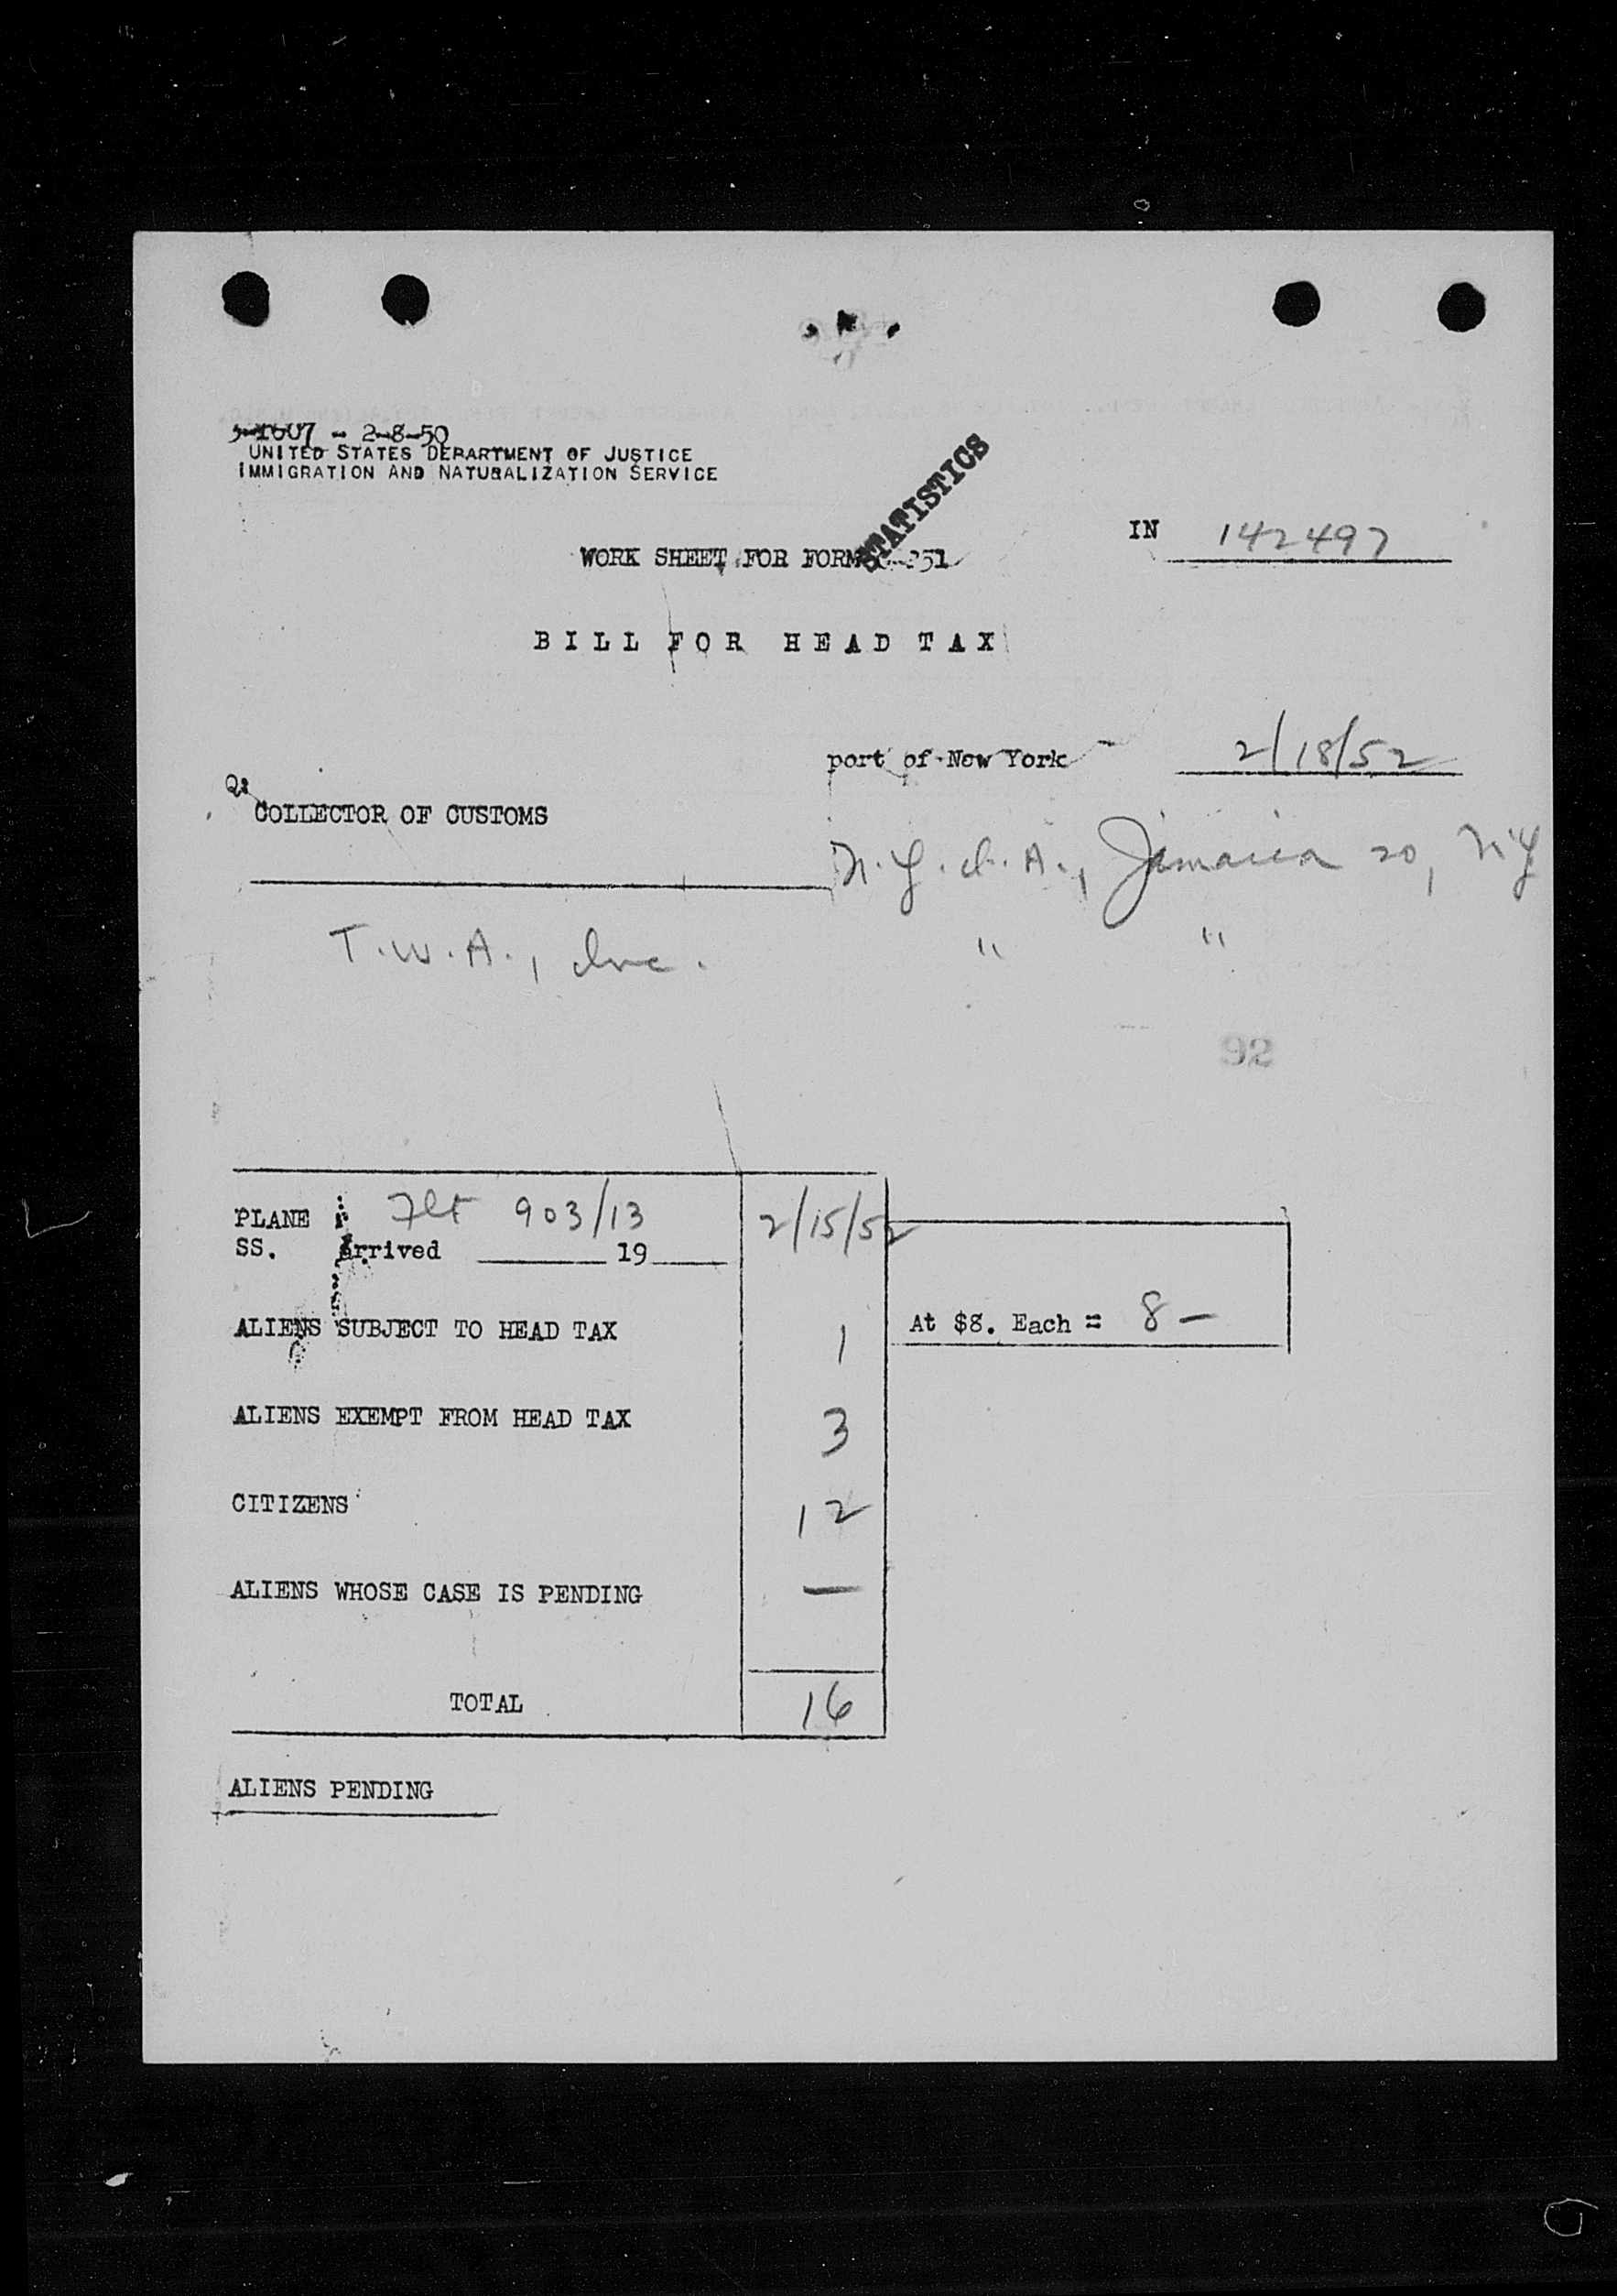 - 2-8-50
UNITED STATES DEPARTMENT OF JUSTICE
IMMIGRATION AND NATURALIZATION SERVICE
STATISTICS
IN 142497
WORK SHEET FOR FORM
BILL FOR HEAD TAX
port of New York 2/18/52
COLLECTOR OF CUSTOMS
N.Y.I.A., Jamaica 20, NY
T.W.A., Inc. " "
92
PLANE Flt 903/13 2/15/52
SS. Arrived ______ 19____
ALIENS SUBJECT TO HEAD TAX 1 At $8. Each = 8 —
ALIENS EXEMPT FROM HEAD TAX 3
CITIZENS 12
ALIENS WHOSE CASE IS PENDING —
TOTAL 16
ALIENS PENDING